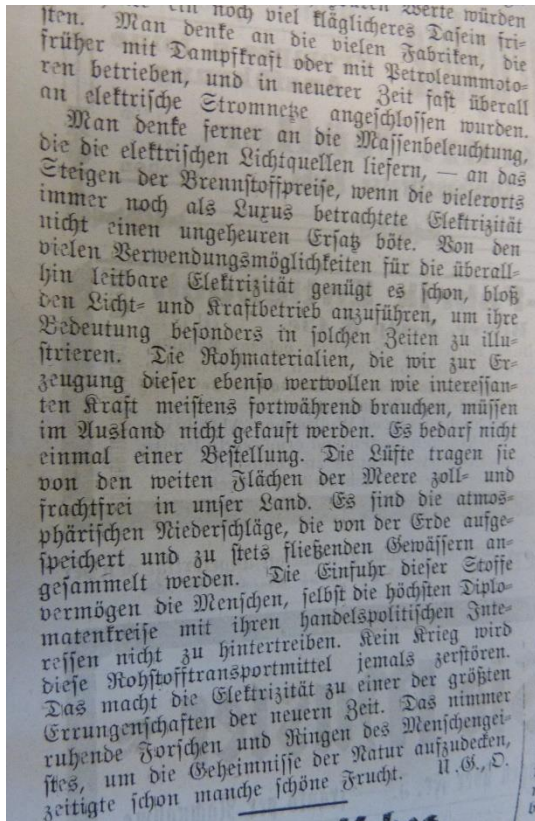 ein noch viel kläglicheres Dasein fri-
sten. Man denke an die vielen Fabriken, die
früher mit Dampfkraft oder mit Petroleummoto-
ren betrieben, und in neuerer Zeit fast überall
an elektrische Stromnetze angeschlossen wurden.
Man denke ferner an die Massenbeleuchtung,
die die elektrischen Lichtquellen liefern, — an das
Steigen der Brennstoffpreise, wenn die vielerorts
immer noch als Luxus betrachtete Elektrizität
nicht einen ungeheuren Ersatz böte. Von den
vielen Verwendungsmöglichkeiten für die überall-
hin leitbare Elektrizität genügt es schon, bloß
den Licht- und Kraftbetrieb anzuführen, um ihre
Bedeutung besonders in solchen Zeiten zu illu-
strieren. Die Rohmaterialien, die wir zur Er-
zeugung dieser ebenso wertvollen wie interessan-
ten Kraft meistens fortwährend brauchen, müssen
im Ausland nicht gekauft werden. Es bedarf nicht
einmal einer Bestellung. Die Lüfte tragen sie
von den weiten Flächen der Meere zoll- und
frachtfrei in unser Land. Es sind die atmos-
phärischen Niederschläge, die von der Erde aufge-
speichert und zu stets fließenden Gewässern an-
gesammelt werden. Die Einfuhr dieser Stoffe
vermögen die Menschen, selbst die höchsten Diplo-
matenkreise mit ihren handelspolitischen Inte-
ressen nicht zu hintertreiben. Kein Krieg wird
diese Rohstofftransportmittel jemals zerstören.
Das macht die Elektrizität zu einer der größten
Errungenschaften der neuern Zeit. Das nimmer
ruhende Forschen und Ringen des Menschengei-
stes, um die Geheimnisse der Natur aufzudecken,
zeitigte schon manche schöne Frucht. U.G., O.